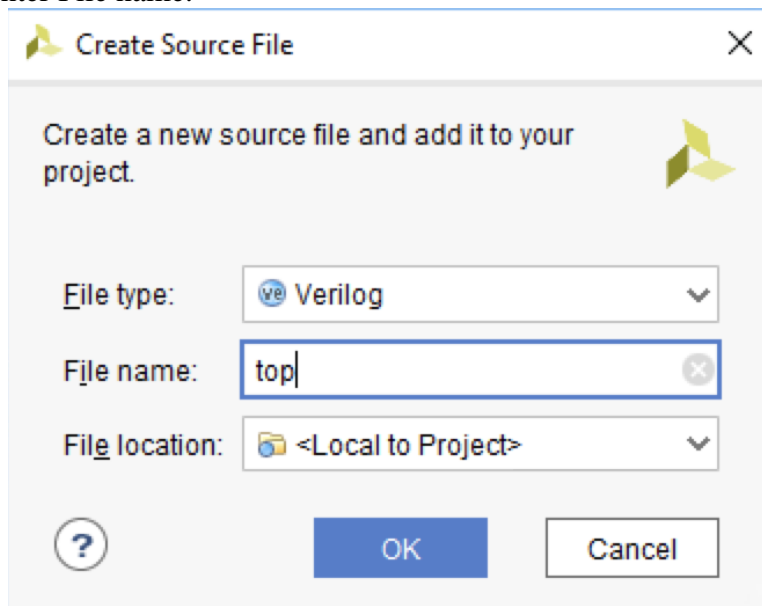 Create Source File
Create a new source file and add it to your
project.
File type:
Verilog
File name:
top
File location:
<Local to Project>
?
OK
Cancel